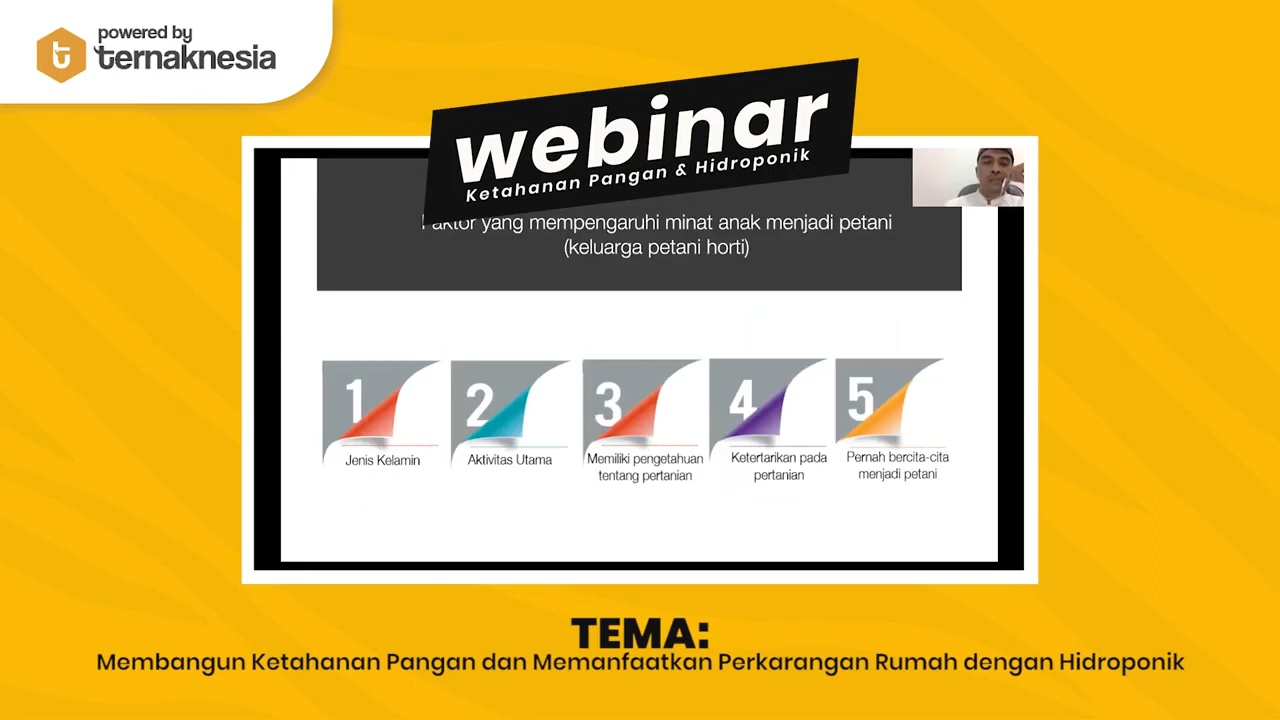 powered by
ternaknesia
webinar
Ketahanan Pangan & Hidroponik
Faktor yang mempengaruhi minat anak menjadi petani
(keluarga petani horti)
1
2
3
4
5
Jenis Kelamin
Aktivitas Utama
Memiliki pengetahuan
tentang pertanian
Ketertarikan pada
pertanian
Pernah bercita-cita
menjadi petani
TEMA:
Membangun Ketahanan Pangan dan Memanfaatkan Perkarangan Rumah dengan Hidroponik